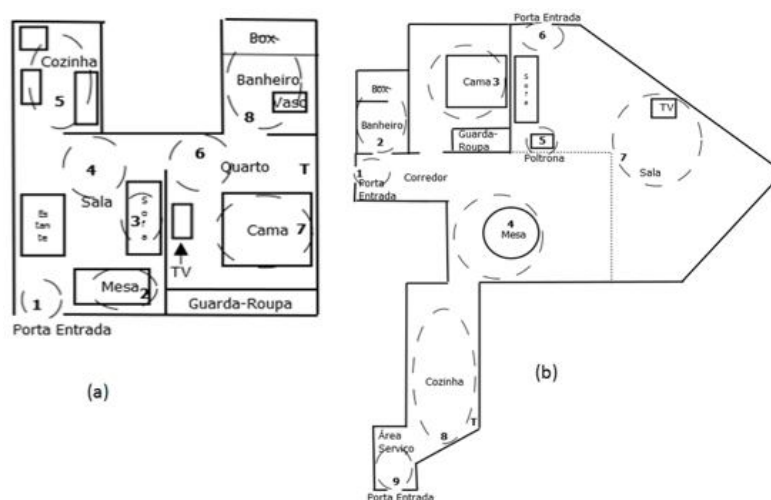 Cozinha
5
Box
Banheiro
Vaso
8
4
6
Quarto
T
Sala
Es
tan
te
3
S
o
f
a
Cama
7
TV
Mesa
2
1
Guarda-Roupa
Porta Entrada
(a)
Porta Entrada
6
Cama
3
S
o
f
a
TV
Box
Banheiro
2
Guarda-
Roupa
5
Poltrona
7
Sala
1
Porta
Entrada
Corredor
4
Mesa
Cozinha
(b)
T
Área
Serviço
8
9
Porta Entrada